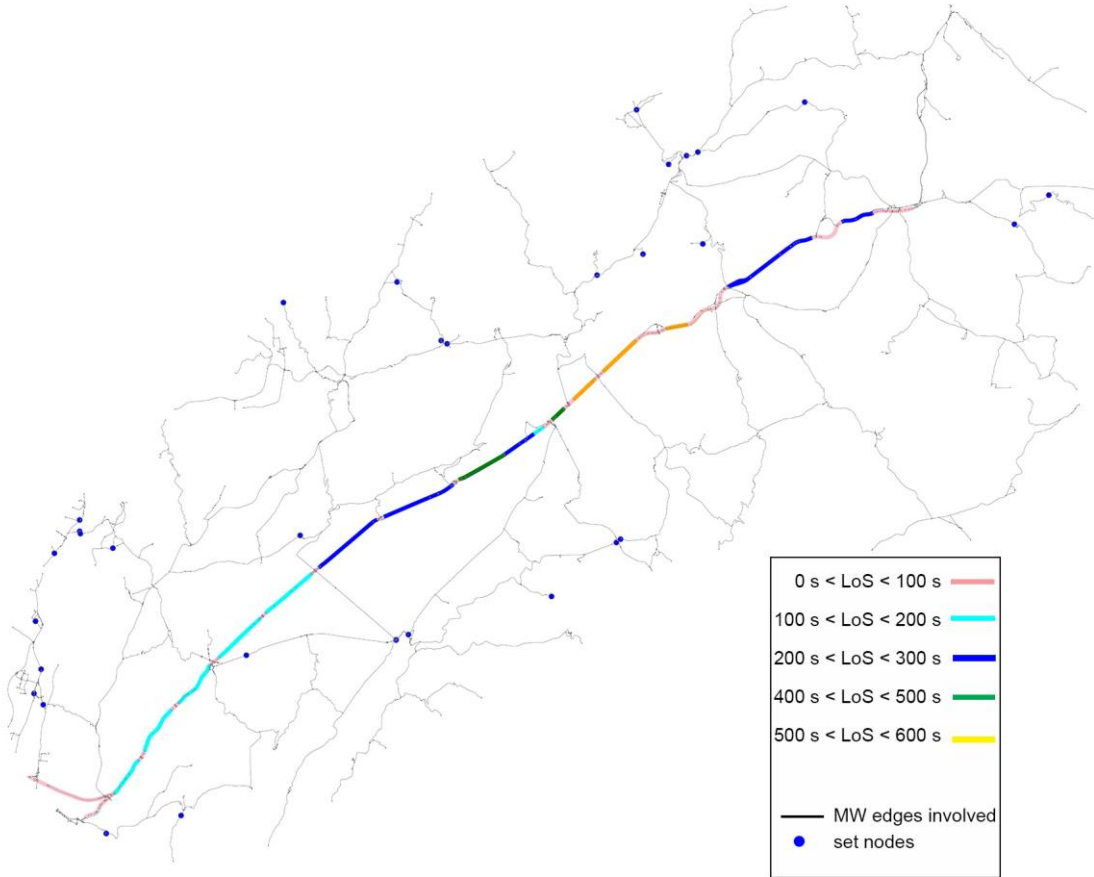 0 s < LoS < 100 s
100 s < LoS < 200 s
200 s < LoS < 300 s
400 s < LoS < 500 s
500 s < LoS < 600 s
MW edges involved
set nodes